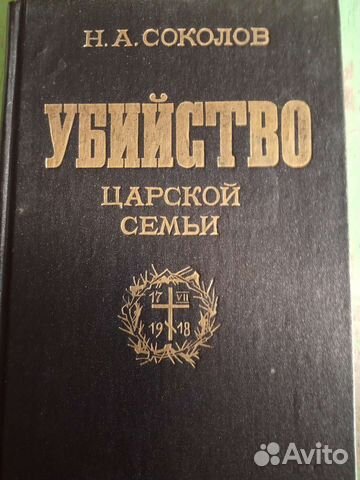 Н. А. СОКОЛОВ
УБИЙСТВО
ЦАРСКОЙ
СЕМЬИ
17 VII
1918
Avito